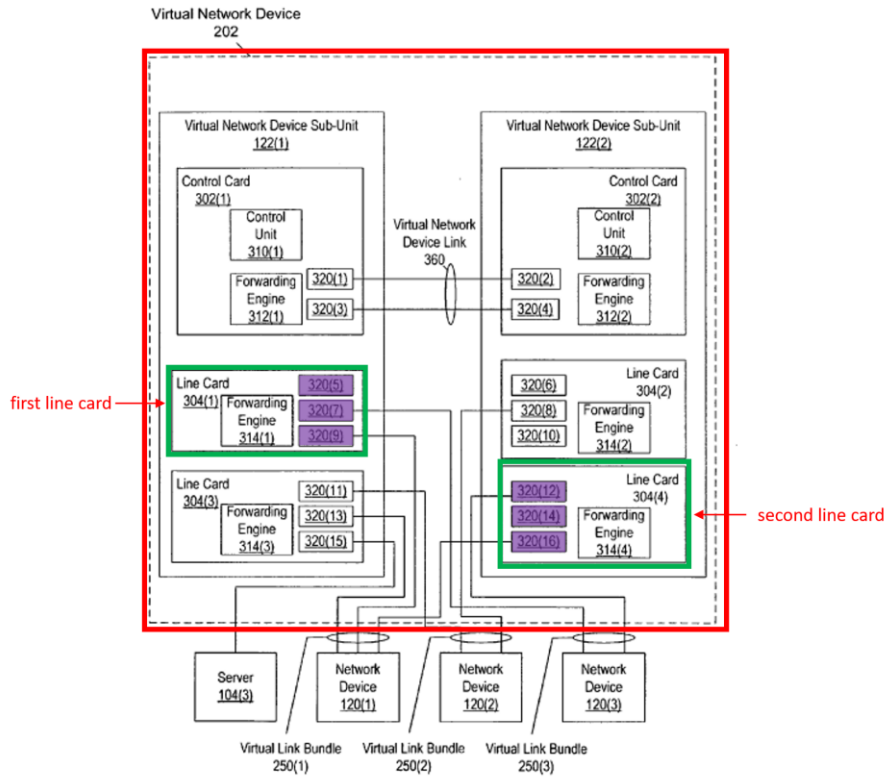 Virtual Network Device
202
Virtual Network Device Sub-Unit
122(1)
Control Card
302(1)
Control
Unit
310(1)
Forwarding
Engine
312(1)
320(1)
320(3)
Virtual Network
Device Link
360
Virtual Network Device Sub-Unit
122(2)
Control Card
302(2)
Control
Unit
310(2)
320(2)
320(4)
Forwarding
Engine
312(2)
first line card
Line Card
304(1)
Forwarding
Engine
314(1)
320(5)
320(7)
320(9)
320(6)
320(8)
320(10)
Line Card
304(2)
Forwarding
Engine
314(2)
Line Card
304(3)
Forwarding
Engine
314(3)
320(11)
320(13)
320(15)
320(12)
320(14)
320(16)
Line Card
304(4)
Forwarding
Engine
314(4)
second line card
Server
104(3)
Network
Device
120(1)
Network
Device
120(2)
Network
Device
120(3)
Virtual Link Bundle
250(1)
Virtual Link Bundle
250(2)
Virtual Link Bundle
250(3)